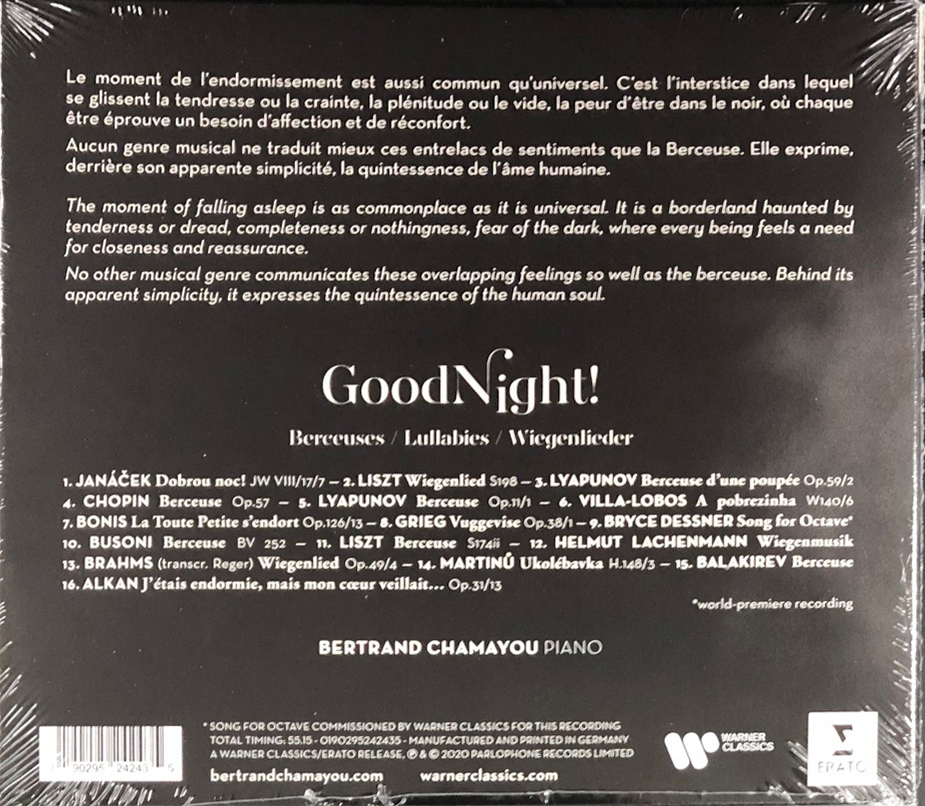 Le moment de l'endormissement est aussi commun qu'universel. C'est l'interstice dans lequel
se glissent la tendresse ou la crainte, la plénitude ou le vide, la peur d'être dans le noir, où chaque
être éprouve un besoin d'affection et de réconfort.
Aucun genre musical ne traduit mieux ces entrelacs de sentiments que la Berceuse. Elle exprime,
derrière son apparente simplicité, la quintessence de l'âme humaine.
The moment of falling asleep is as commonplace as it is universal. It is a borderland haunted by
tenderness or dread, completeness or nothingness, fear of the dark, where every being feels a need
for closeness and reassurance.
No other musical genre communicates these overlapping feelings so well as the berceuse. Behind its
apparent simplicity, it expresses the quintessence of the human soul.
GoodNight!
Berceuses / Lullabies / Wiegenlieder
1. JANÁČEK Dobrou noc! JW VIII/17/7 – 2. LISZT Wiegenlied S198 – 3. LYAPUNOV Berceuse d'une poupée Op.59/2
4. CHOPIN Berceuse Op.57 – 5. LYAPUNOV Berceuse Op.11/1 – 6. VILLA-LOBOS A pobrezinha W140/6
7. BONIS La Toute Petite s'endort Op.126/13 – 8. GRIEG Vuggevise Op.38/1 – 9. BRYCE DESSNER Song for Octave*
10. BUSONI Berceuse BV 252 – 11. LISZT Berceuse S174ii – 12. HELMUT LACHENMANN Wiegenmusik
13. BRAHMS (transcr. Reger) Wiegenlied Op.49/4 – 14. MARTINŮ Ukolébavka H.148/3 – 15. BALAKIREV Berceuse
16. ALKAN J'étais endormie, mais mon cœur veillait... Op.31/13
*world-premiere recording
BERTRAND CHAMAYOU PIANO
* SONG FOR OCTAVE COMMISSIONED BY WARNER CLASSICS FOR THIS RECORDING
TOTAL TIMING: 55.15 - 0190295242435 - MANUFACTURED AND PRINTED IN GERMANY
A WARNER CLASSICS/ERATO RELEASE, ℗ & © 2020 PARLOPHONE RECORDS LIMITED
bertrandchamayou.com warnerclassics.com
WARNER
CLASSICS
ERATO
90295 24243 5